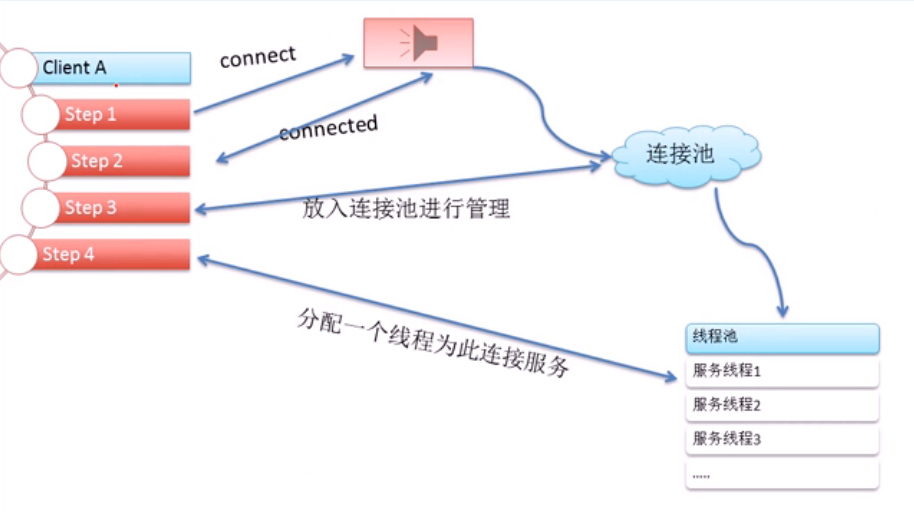 Client A
connect
Step 1
connected
连接池
Step 2
Step 3
放入连接池进行管理
Step 4
分配一个线程为此连接服务
线程池
服务线程1
服务线程2
服务线程3
.....